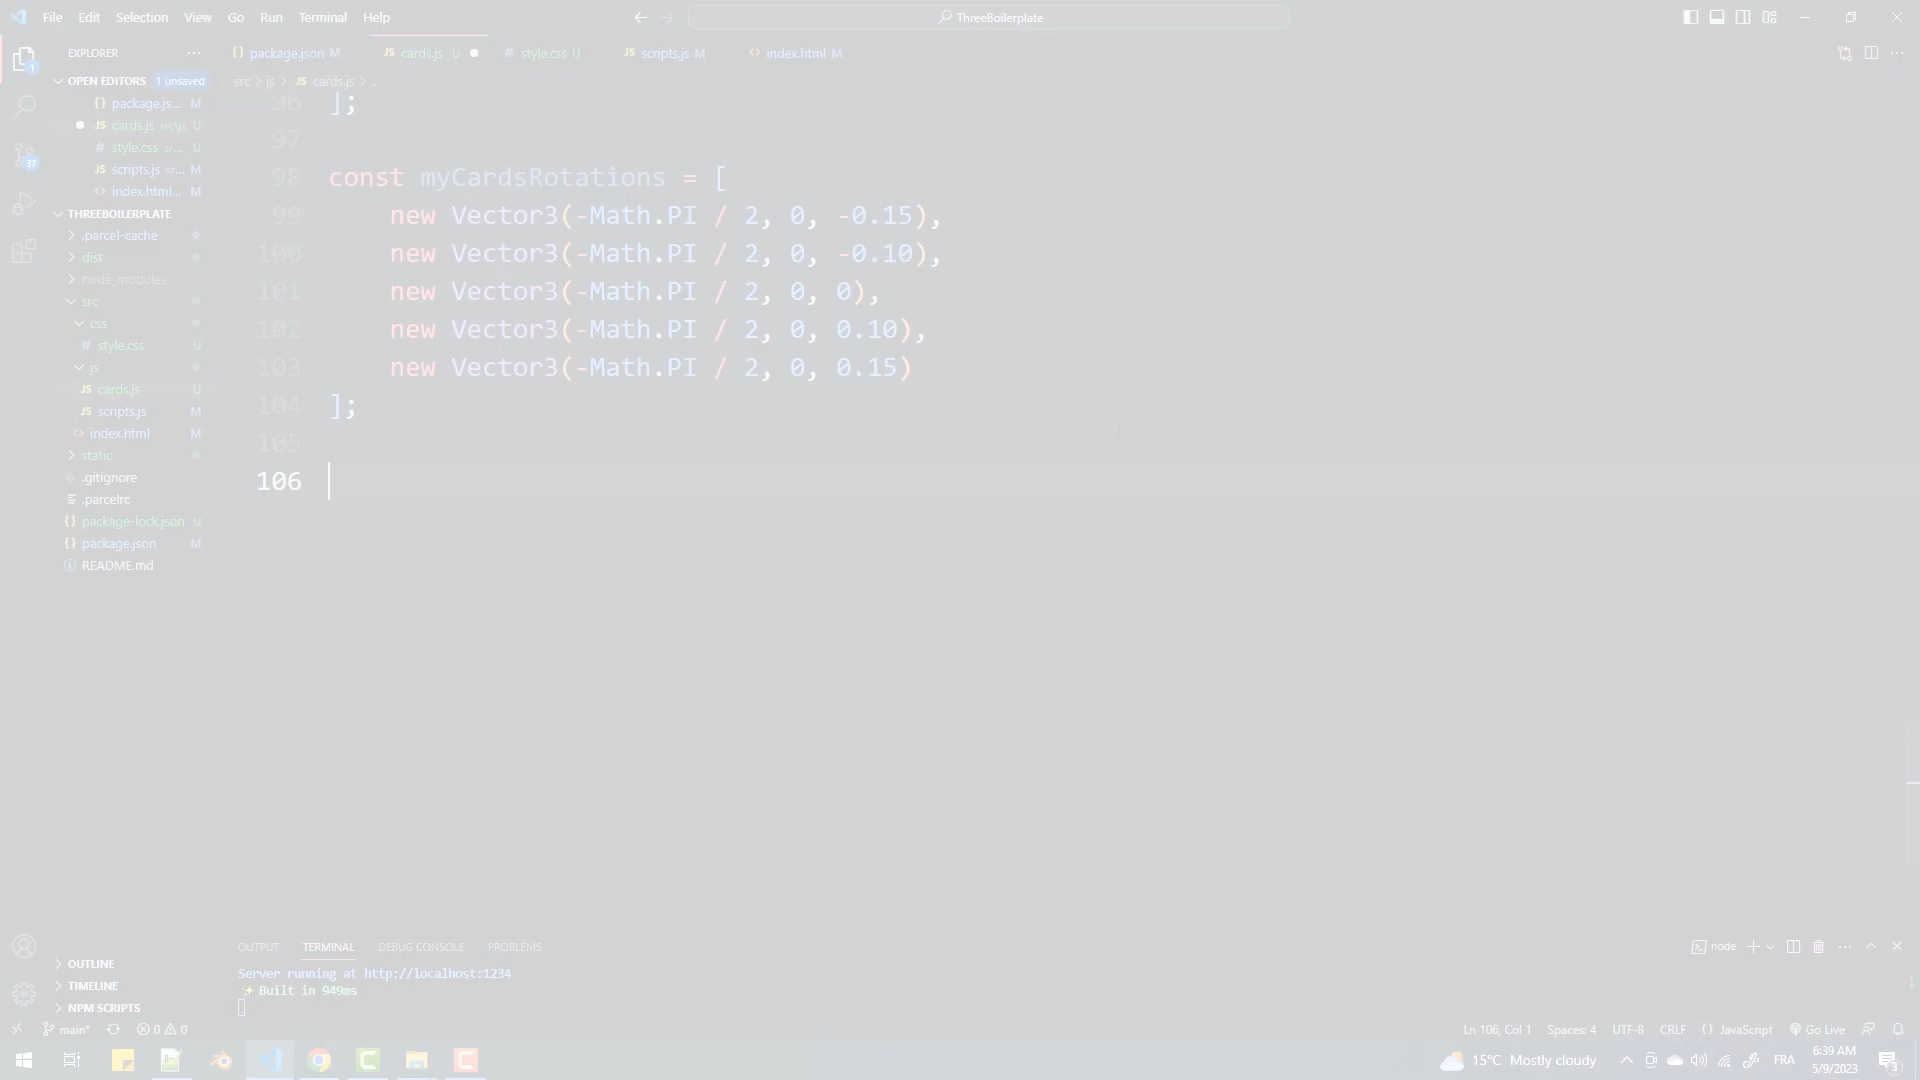 File Edit Selection View Go Run Terminal Help
ThreeBoilerplate
EXPLORER
OPEN EDITORS 1 unsaved
package.js... M
cards.js src\js U
style.css sr... U
scripts.js sr... M
index.html... M
THREEBOILERPLATE
.parcel-cache
dist
node_modules
src
css
style.css U
js
cards.js U
scripts.js M
index.html M
static
.gitignore
.parcelrc
package-lock.json U
package.json M
README.md
OUTLINE
TIMELINE
NPM SCRIPTS
package.json M
cards.js U
style.css U
scripts.js M
index.html M
src > js > JS cards.js > ...
96 ];
97
98 const myCardsRotations = [
99 new Vector3(-Math.PI / 2, 0, -0.15),
100 new Vector3(-Math.PI / 2, 0, -0.10),
101 new Vector3(-Math.PI / 2, 0, 0),
102 new Vector3(-Math.PI / 2, 0, 0.10),
103 new Vector3(-Math.PI / 2, 0, 0.15)
104 ];
105
106
OUTPUT TERMINAL DEBUG CONSOLE PROBLEMS
node
Server running at http://localhost:1234
✨ Built in 949ms
main* 0 0
Ln 106, Col 1 Spaces: 4 UTF-8 CRLF {} JavaScript Go Live
15°C Mostly cloudy
FRA
6:39 AM
5/9/2023